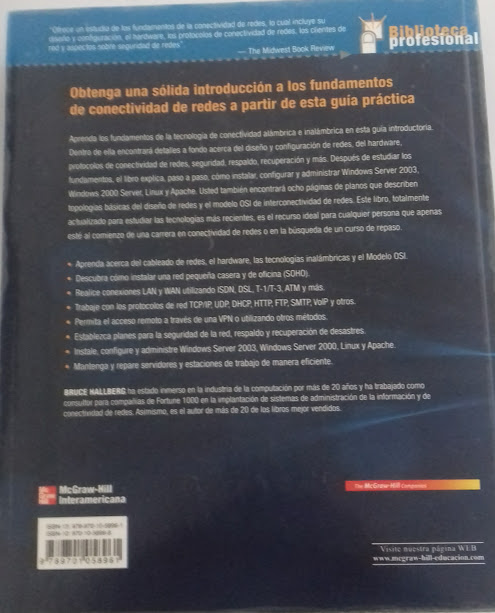 "Ofrece un estudio de los fundamentos de la conectividad de redes, lo cual incluye su
diseño y configuración, el hardware, los protocolos de conectividad de redes, los clientes de
red y aspectos sobre seguridad de redes"
— The Midwest Book Review
Biblioteca
profesional
Obtenga una sólida introducción a los fundamentos
de conectividad de redes a partir de esta guía práctica
Aprenda los fundamentos de la tecnología de conectividad alámbrica e inalámbrica en esta guía introductoria.
Dentro de ella encontrará detalles a fondo acerca del diseño y configuración de redes, del hardware,
protocolos de conectividad de redes, seguridad, respaldo, recuperación y más. Después de estudiar los
fundamentos, el libro explica, paso a paso, cómo instalar, configurar y administrar Windows Server 2003,
Windows 2000 Server, Linux y Apache. Usted también encontrará ocho páginas de planos que describen
topologías básicas del diseño de redes y el modelo OSI de interconectividad de redes. Este libro, totalmente
actualizado para estudiar las tecnologías más recientes, es el recurso ideal para cualquier persona que apenas
esté al comienzo de una carrera en conectividad de redes o en la búsqueda de un curso de repaso.
• Aprenda acerca del cableado de redes, el hardware, las tecnologías inalámbricas y el Modelo OSI.
• Descubra cómo instalar una red pequeña casera y de oficina (SOHO).
• Realice conexiones LAN y WAN utilizando ISDN, DSL, T-1/T-3, ATM y más.
• Trabaje con los protocolos de red TCP/IP, UDP, DHCP, HTTP, FTP, SMTP, VoIP y otros.
• Permita el acceso remoto a través de una VPN o utilizando otros métodos.
• Establezca planes para la seguridad de la red, respaldo y recuperación de desastres.
• Instale, configure y administre Windows Server 2003, Windows Server 2000, Linux y Apache.
• Mantenga y repare servidores y estaciones de trabajo de manera eficiente.
BRUCE HALLBERG ha estado inmerso en la industria de la computación por más de 20 años y ha trabajado como
consultor para compañías de Fortune 1000 en la implantación de sistemas de administración de la información y de
conectividad de redes. Asimismo, es el autor de más de 20 de los libros mejor vendidos.
McGraw-Hill
Interamericana
The McGraw-Hill Companies
9 789701 058961
Visite nuestra página WEB
www.mcgraw-hill-educacion.com